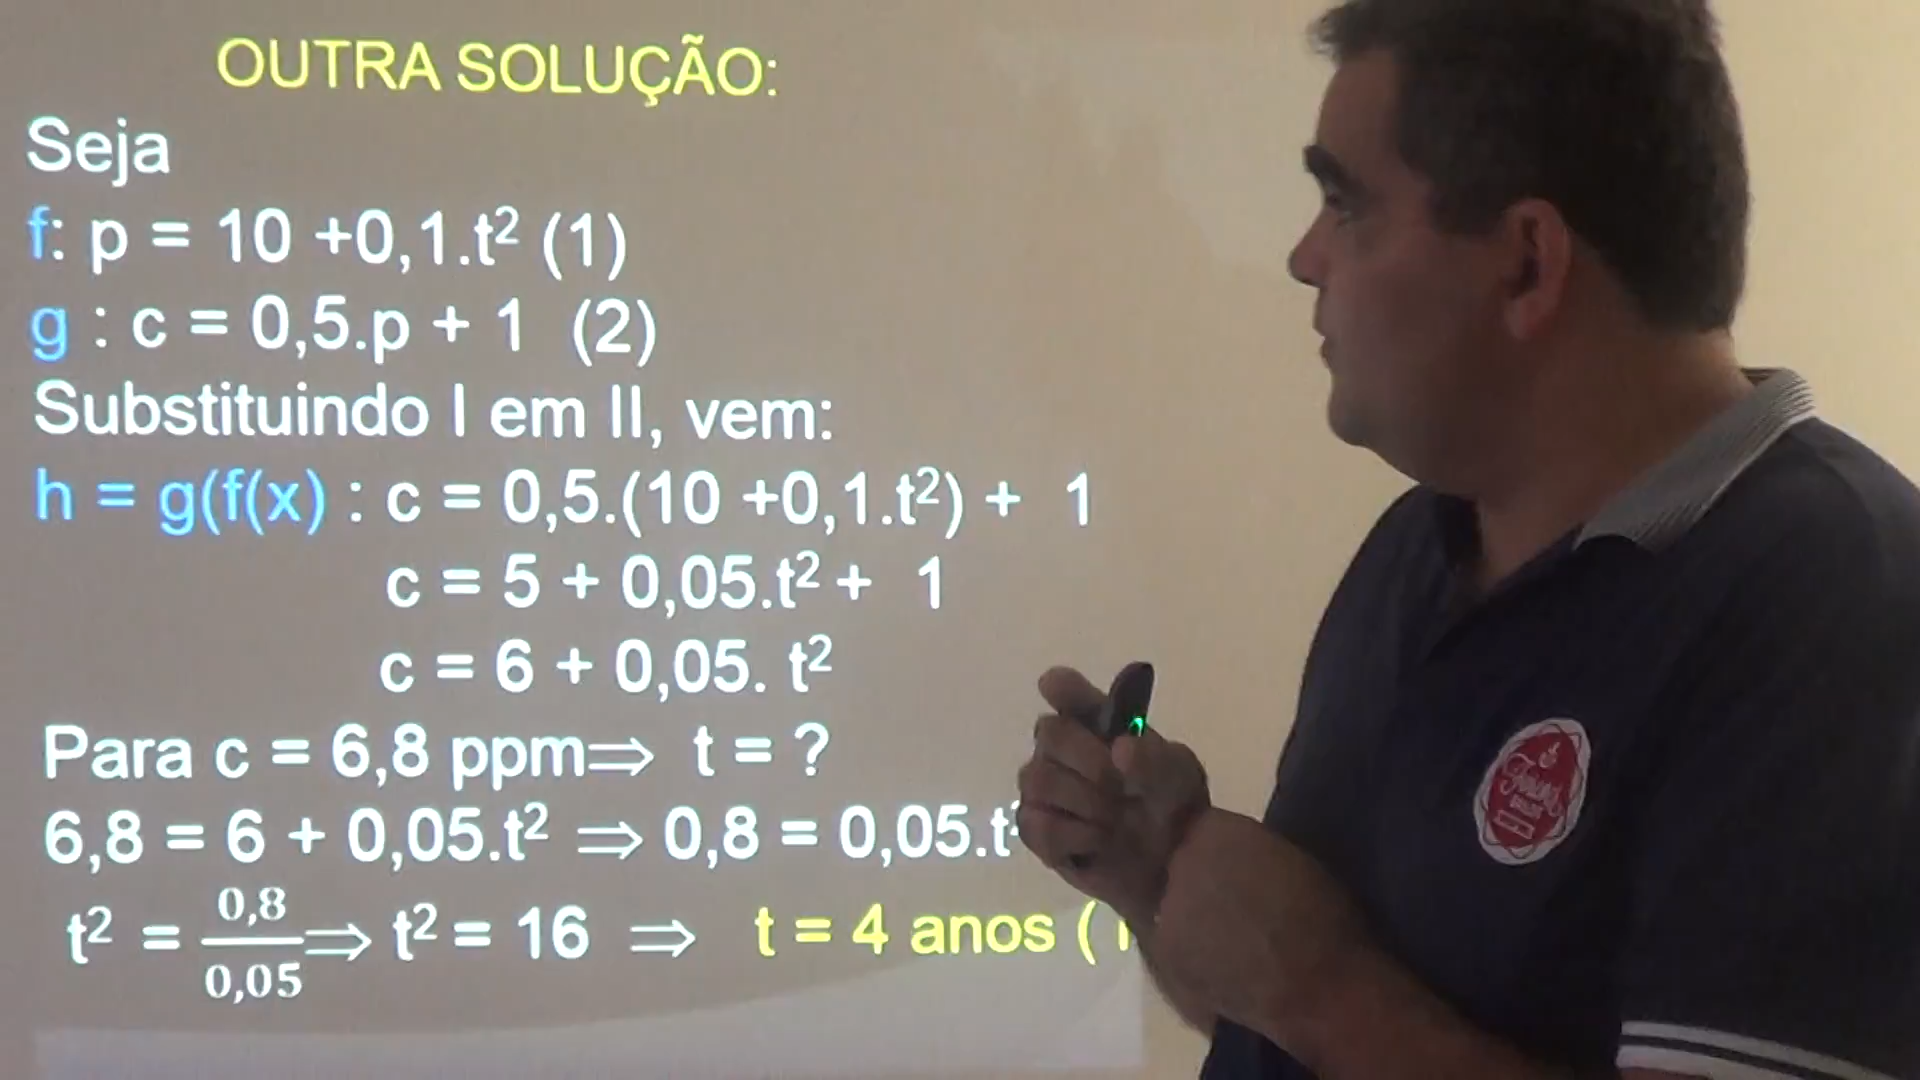 OUTRA SOLUÇÃO:
Seja
f: p = 10 +0,1.t² (1)
g : c = 0,5.p + 1 (2)
Substituindo I em II, vem:
h = g(f(x) : c = 0,5.(10 +0,1.t²) + 1
c = 5 + 0,05.t² + 1
c = 6 + 0,05. t²
Para c = 6,8 ppm⇒ t = ?
6,8 = 6 + 0,05.t² ⇒ 0,8 = 0,05.t²
t² = 0,8/0,05 ⇒ t² = 16 ⇒ t = 4 anos (